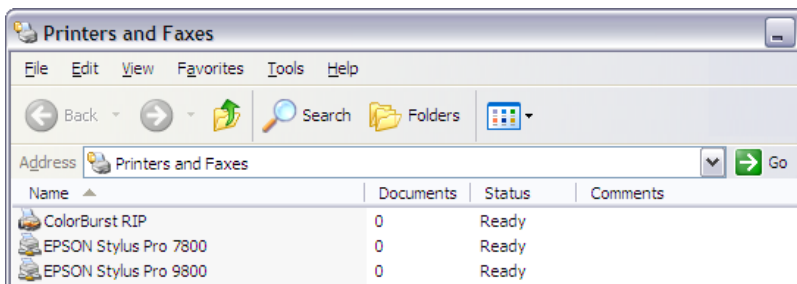 Printers and Faxes
File Edit View Favorites Tools Help
Back Search Folders
Address Printers and Faxes Go
Name Documents Status Comments
ColorBurst RIP 0 Ready
EPSON Stylus Pro 7800 0 Ready
EPSON Stylus Pro 9800 0 Ready